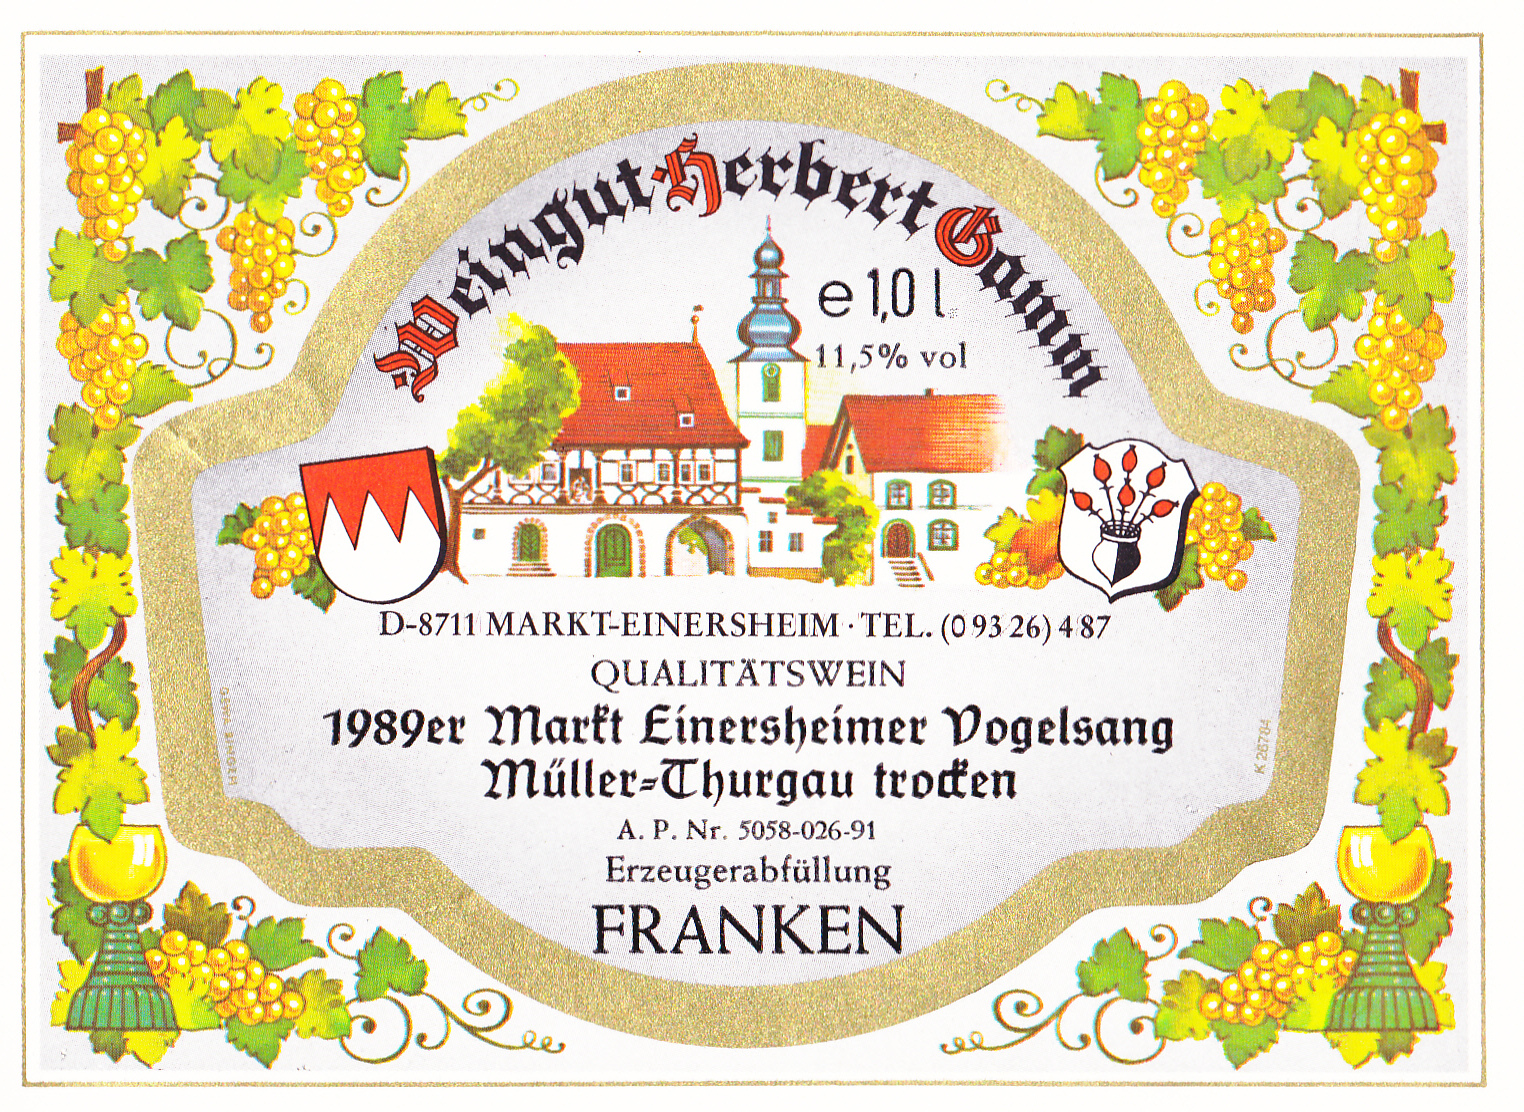 Weingut · Herbert Gamm
e 1,0 l
11,5% vol
D-8711 MARKT-EINERSHEIM · TEL. (0 93 26) 4 87
QUALITÄTSWEIN
1989er Markt Einersheimer Vogelsang
Müller-Thurgau trocken
A. P. Nr. 5058-026-91
Erzeugerabfüllung
FRANKEN